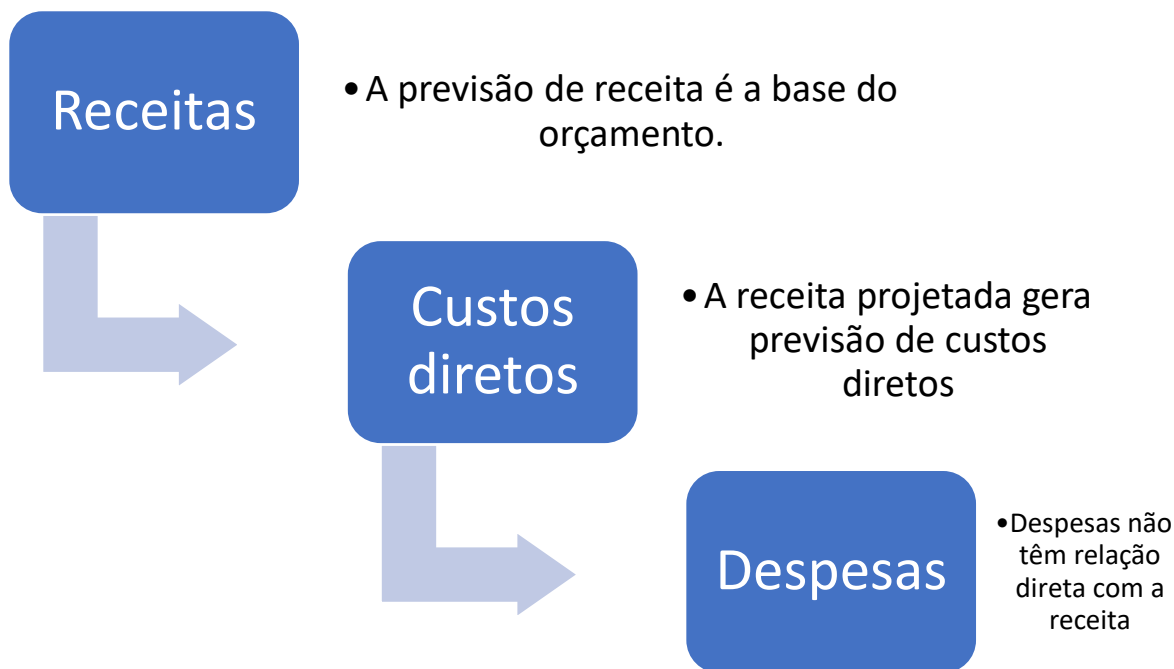 Receitas
•A previsão de receita é a base do
orçamento.
Custos
diretos
•A receita projetada gera
previsão de custos
diretos
Despesas
•Despesas não
têm relação
direta com a
receita